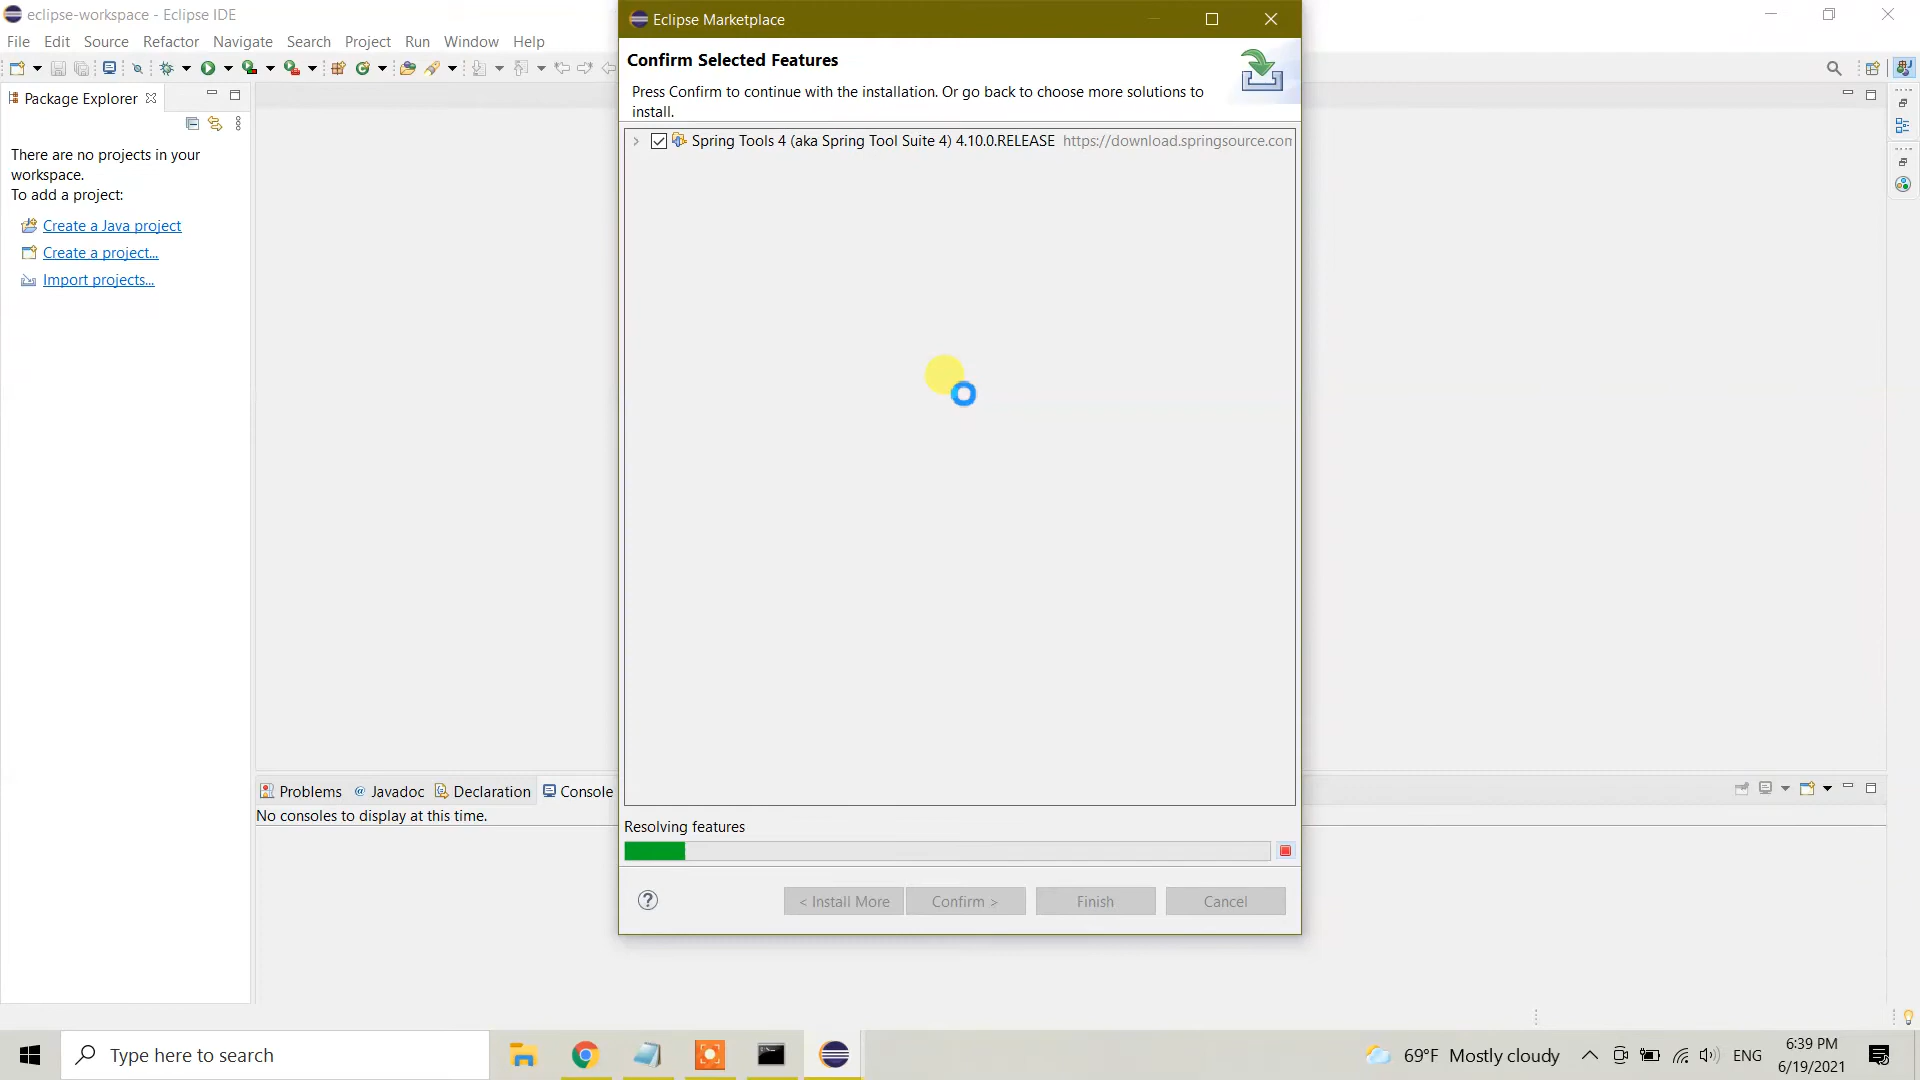 eclipse-workspace - Eclipse IDE
File Edit Source Refactor Navigate Search Project Run Window Help
Package Explorer
There are no projects in your
workspace.
To add a project:
Create a Java project
Create a project...
Import projects...
Eclipse Marketplace
Confirm Selected Features
Press Confirm to continue with the installation. Or go back to choose more solutions to
install.
Spring Tools 4 (aka Spring Tool Suite 4) 4.10.0.RELEASE https://download.springsource.con
Resolving features
< Install More Confirm > Finish Cancel
Problems @ Javadoc Declaration Console
No consoles to display at this time.
Type here to search
69°F Mostly cloudy
ENG
6:39 PM
6/19/2021